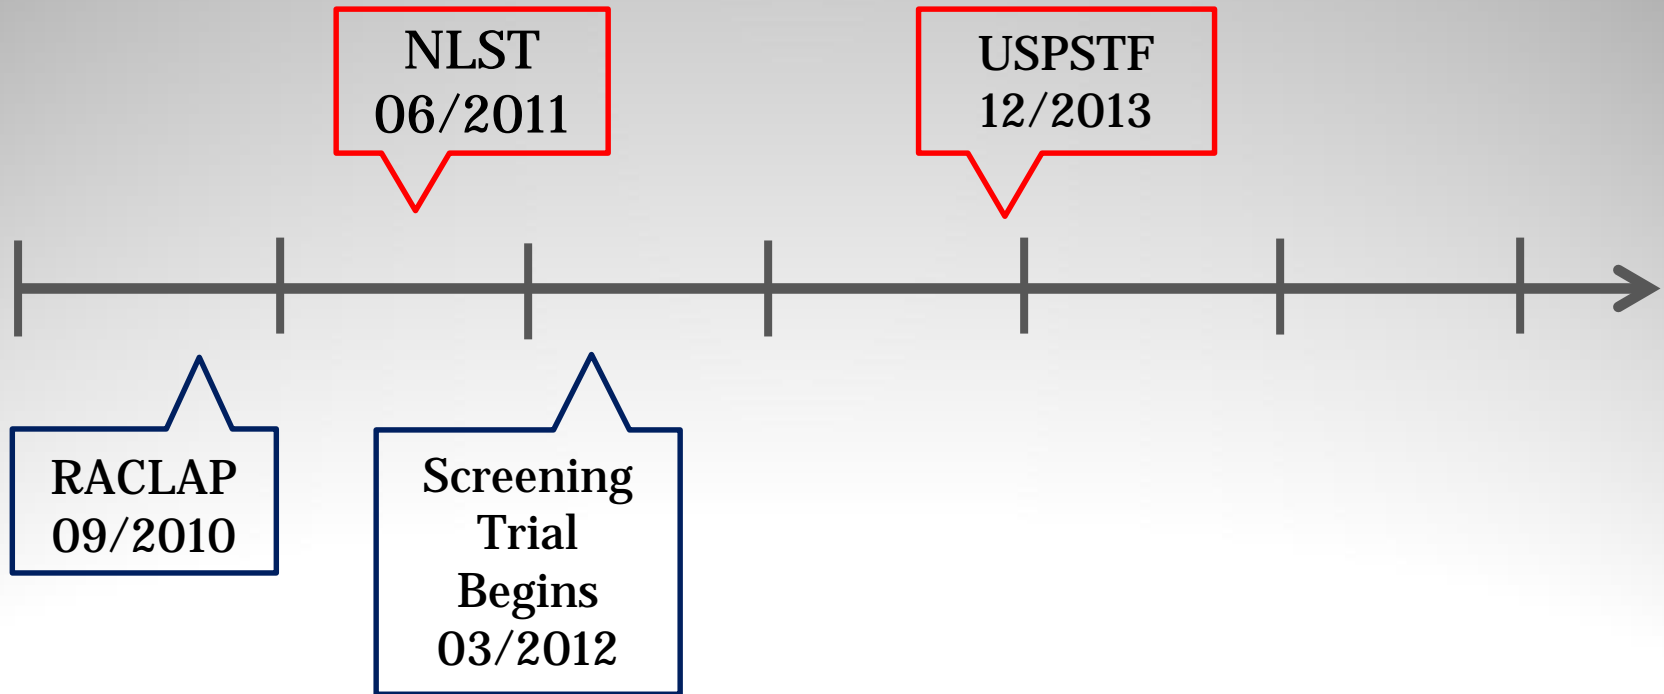 NLST
06/2011
USPSTF
12/2013
RACLAP
09/2010
Screening
Trial
Begins
03/2012